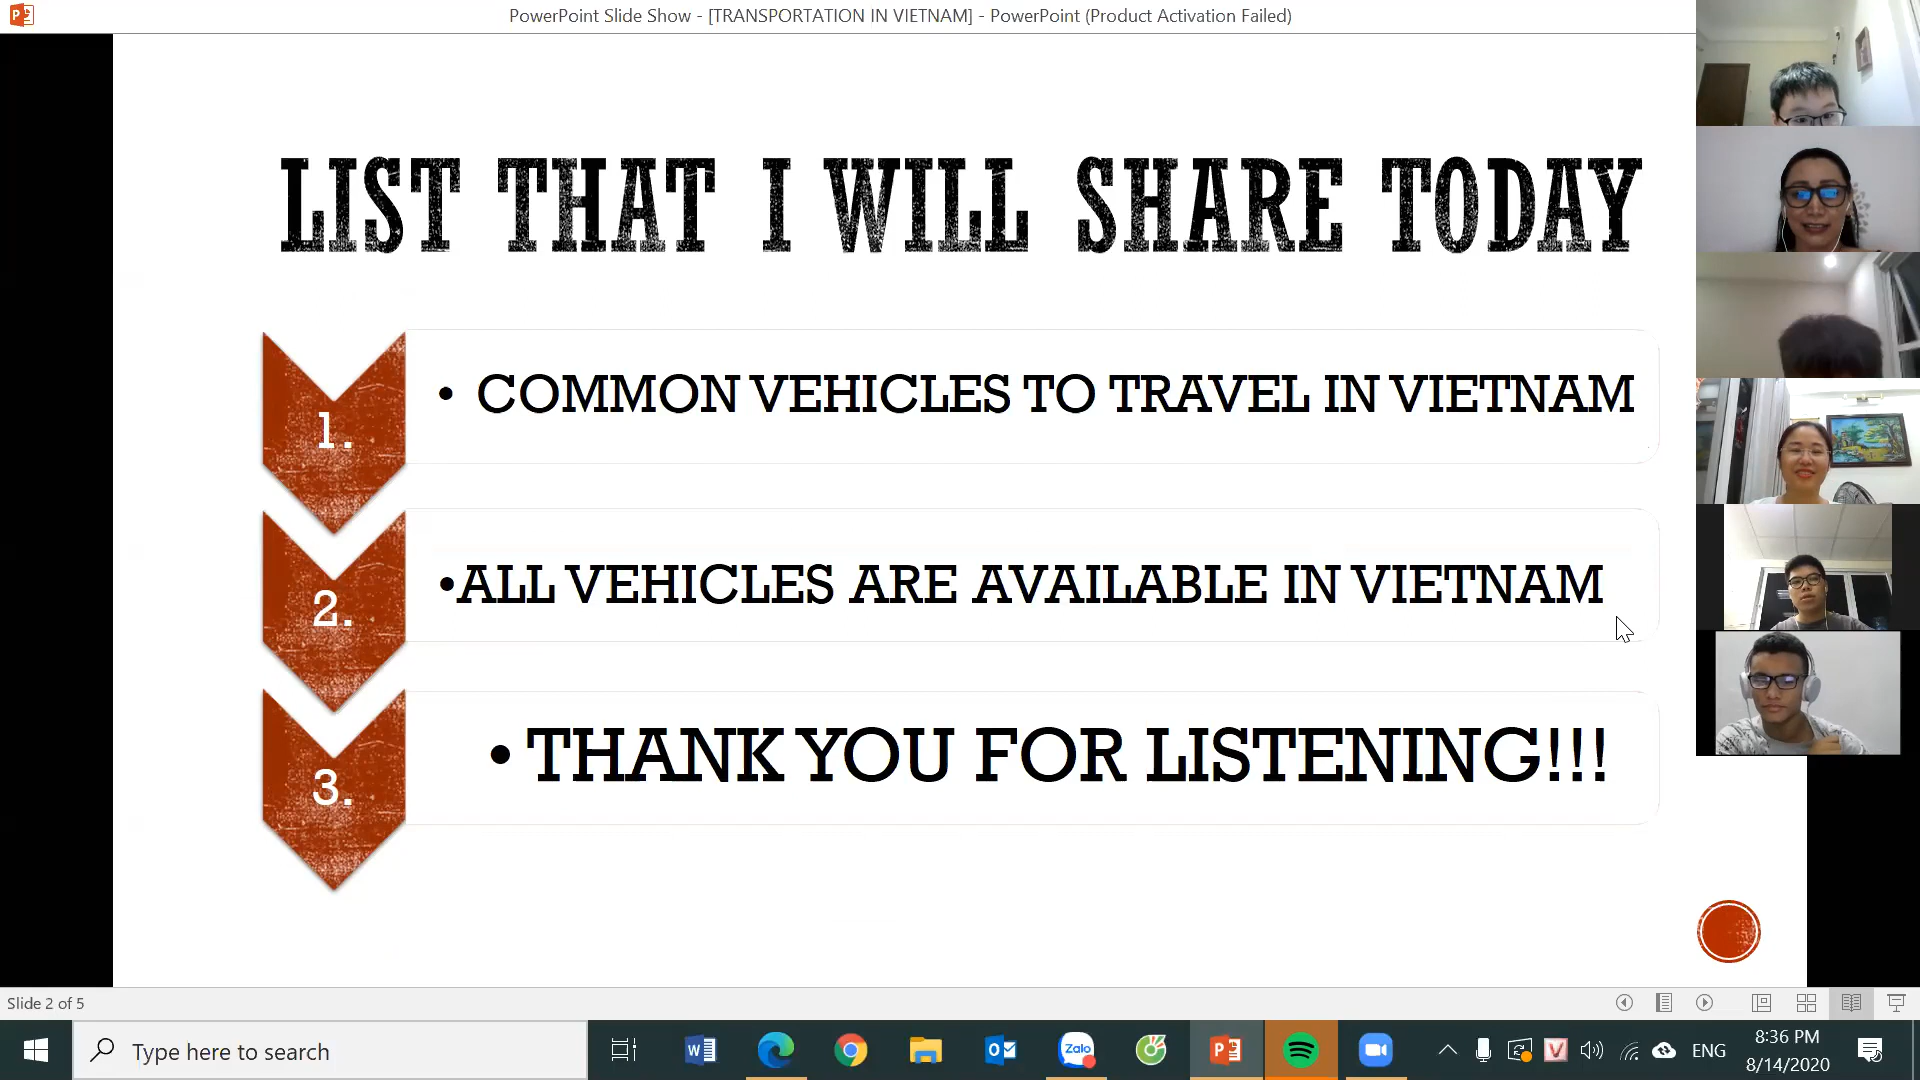 PowerPoint Slide Show - [TRANSPORTATION IN VIETNAM] - PowerPoint (Product Activation Failed)
LIST THAT I WILL SHARE TODAY
1.
• COMMON VEHICLES TO TRAVEL IN VIETNAM
2.
•ALL VEHICLES ARE AVAILABLE IN VIETNAM
3.
• THANK YOU FOR LISTENING!!!
Slide 2 of 5
Type here to search
Zalo
ENG
8:36 PM
8/14/2020